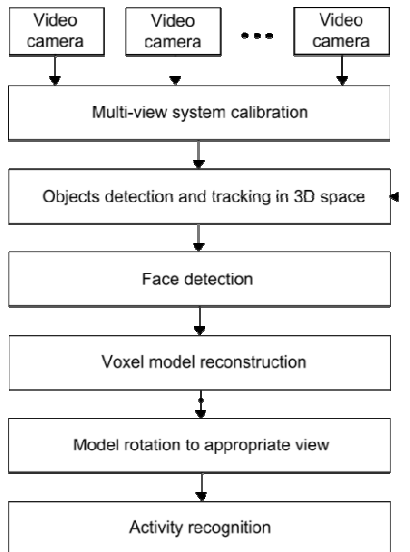 Video
camera
Video
camera
Video
camera
Multi-view system calibration
Objects detection and tracking in 3D space
Face detection
Voxel model reconstruction
Model rotation to appropriate view
Activity recognition